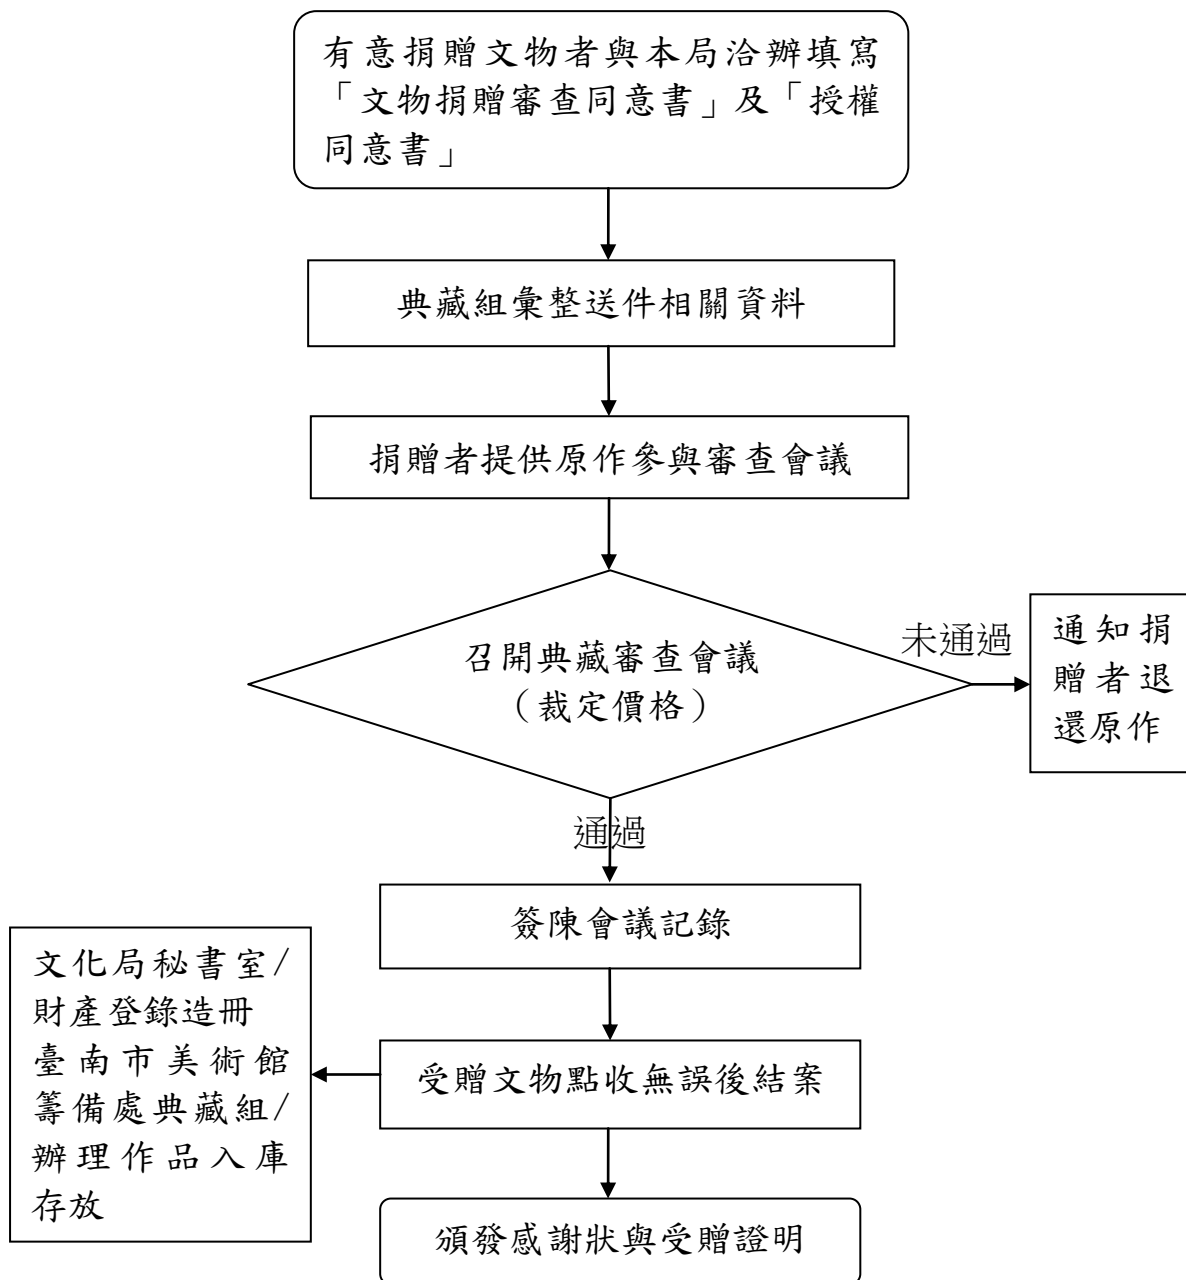 有意捐贈文物者與本局洽辦填寫
「文物捐贈審查同意書」及「授權
同意書」
典藏組彙整送件相關資料
捐贈者提供原作參與審查會議
召開典藏審查會議
（裁定價格）
未通過
通知捐
贈者退
還原作
通過
簽陳會議記錄
文化局秘書室/
財產登錄造冊
臺南市美術館
籌備處典藏組/
辦理作品入庫
存放
受贈文物點收無誤後結案
頒發感謝狀與受贈證明